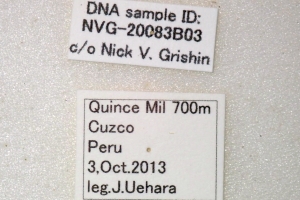 DNA sample ID:
NVG-20083B03
c/o Nick V. Grishin
Quince Mil 700m
Cuzco
Peru
3,Oct.2013
leg.J.Uehara